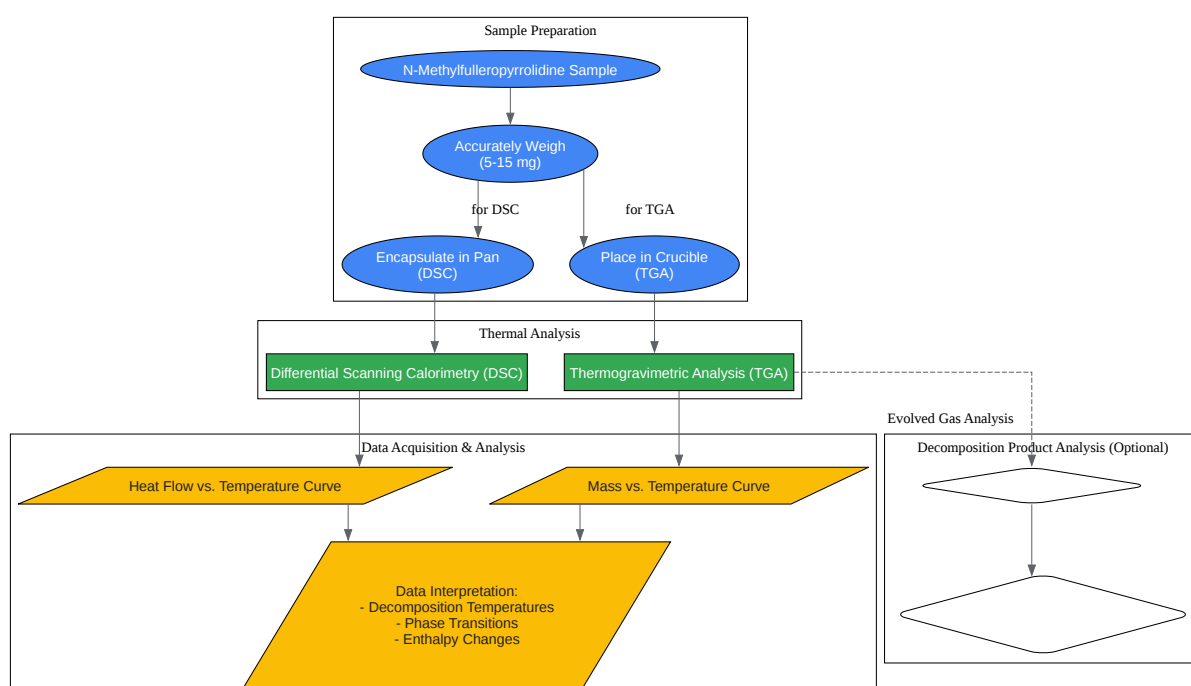 Sample Preparation
N-Methylfulleropyrrolidine Sample
Accurately Weigh
(5-15 mg)
for DSC
for TGA
Encapsulate in Pan
(DSC)
Place in Crucible
(TGA)
Thermal Analysis
Differential Scanning Calorimetry (DSC)
Thermogravimetric Analysis (TGA)
Evolved Gas Analysis
Data Acquisition & Analysis
Decomposition Product Analysis (Optional)
Heat Flow vs. Temperature Curve
Mass vs. Temperature Curve
Data Interpretation:
- Decomposition Temperatures
- Phase Transitions
- Enthalpy Changes